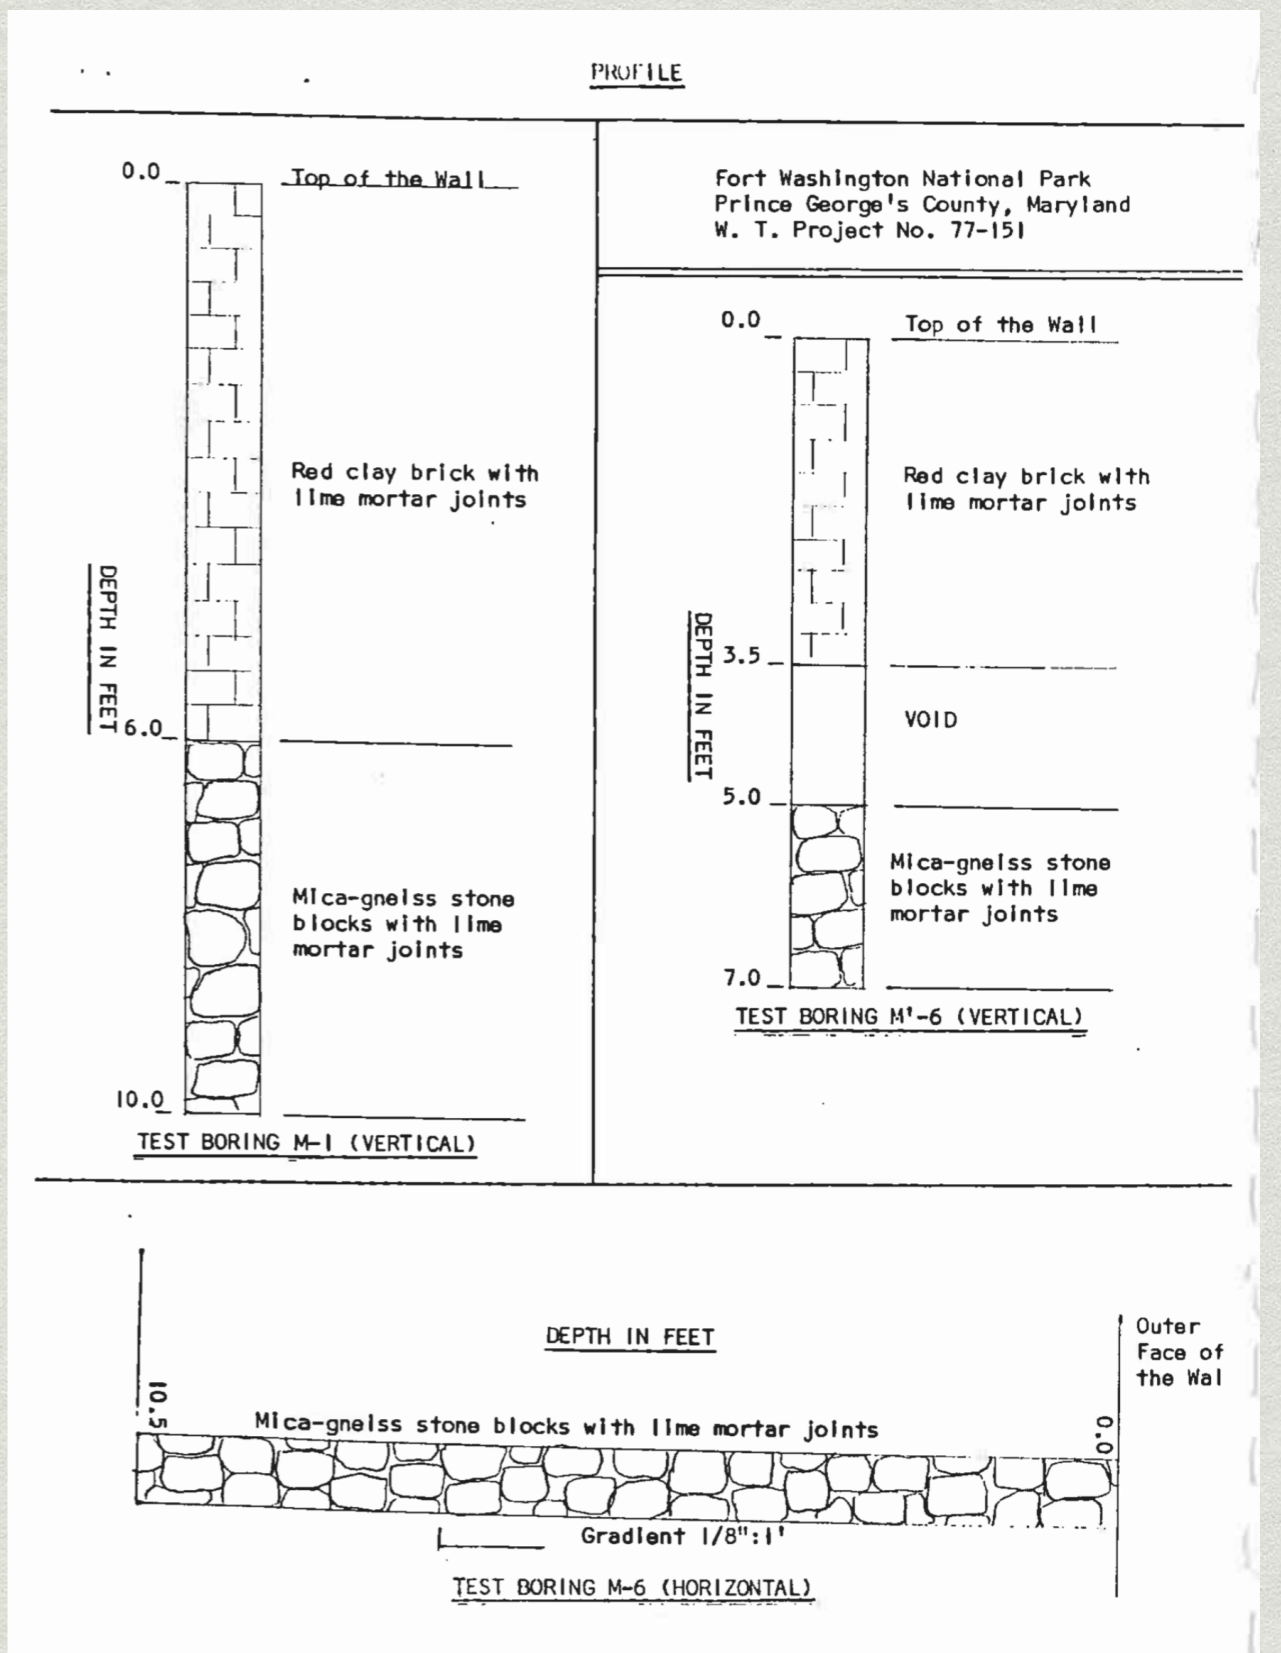 PROFILE
0.0
Top of the Wall
Red clay brick with
lime mortar joints
DEPTH IN FEET
6.0
Mica-gneiss stone
blocks with lime
mortar joints
10.0
TEST BORING M-1 (VERTICAL)
Fort Washington National Park
Prince George's County, Maryland
W. T. Project No. 77-151
0.0
Top of the Wall
Red clay brick with
lime mortar joints
DEPTH IN FEET
3.5
VOID
5.0
Mica-gneiss stone
blocks with lime
mortar joints
7.0
TEST BORING M'-6 (VERTICAL)
DEPTH IN FEET
Outer
Face of
the Wal
10.5
0.0
Mica-gneiss stone blocks with lime mortar joints
Gradient 1/8":1'
TEST BORING M-6 (HORIZONTAL)